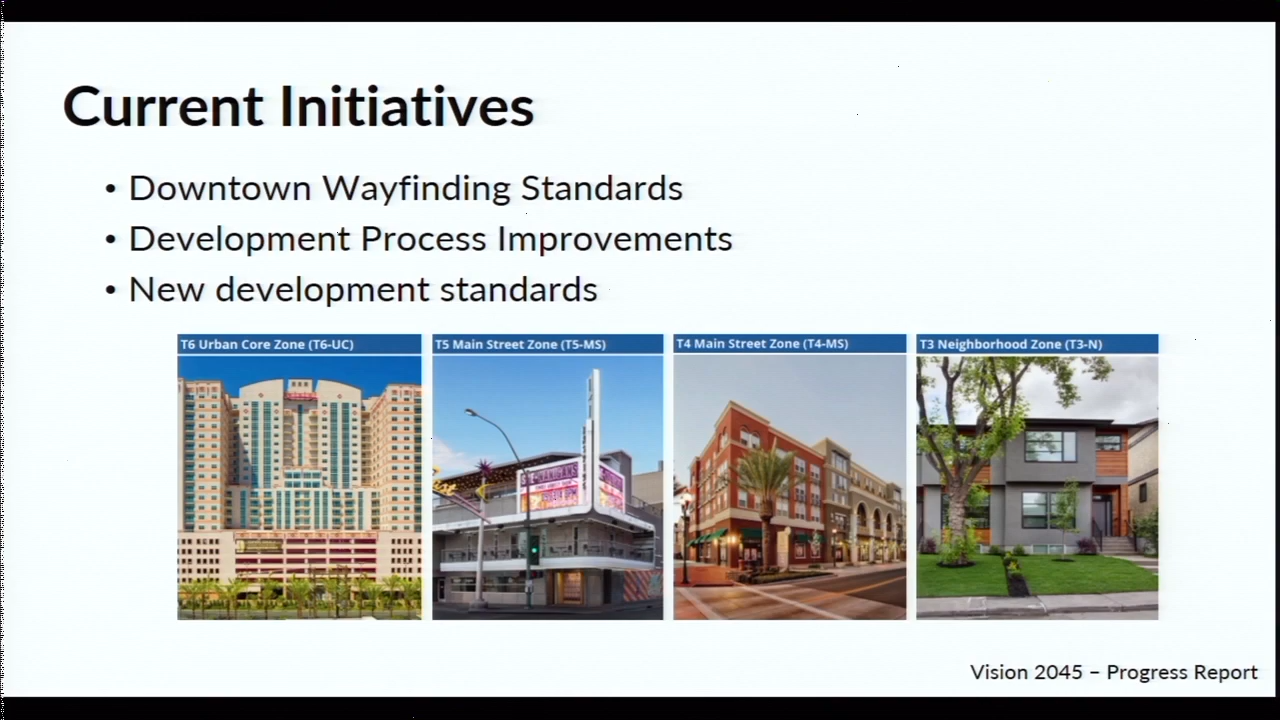 Current Initiatives
• Downtown Wayfinding Standards
• Development Process Improvements
• New development standards
T6 Urban Core Zone (T6-UC)
T5 Main Street Zone (T5-MS)
T4 Main Street Zone (T4-MS)
T3 Neighborhood Zone (T3-N)
Vision 2045 – Progress Report